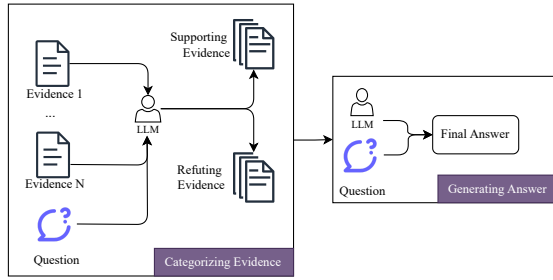 Supporting
Evidence
Evidence 1
...
LLM
Evidence N
Refuting
Evidence
Question
Categorizing Evidence
LLM
Final Answer
Question
Generating Answer